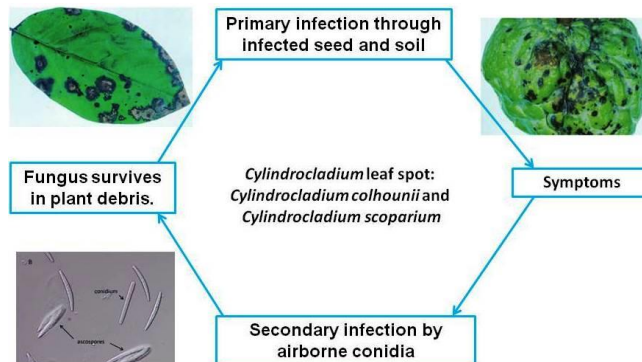 Primary infection through
infected seed and soil
Fungus survives
in plant debris.
Cylindrocladium leaf spot:
Cylindrocladium colhounii and
Cylindrocladium scoparium
Symptoms
B
conidium
ascospores
Secondary infection by
airborne conidia